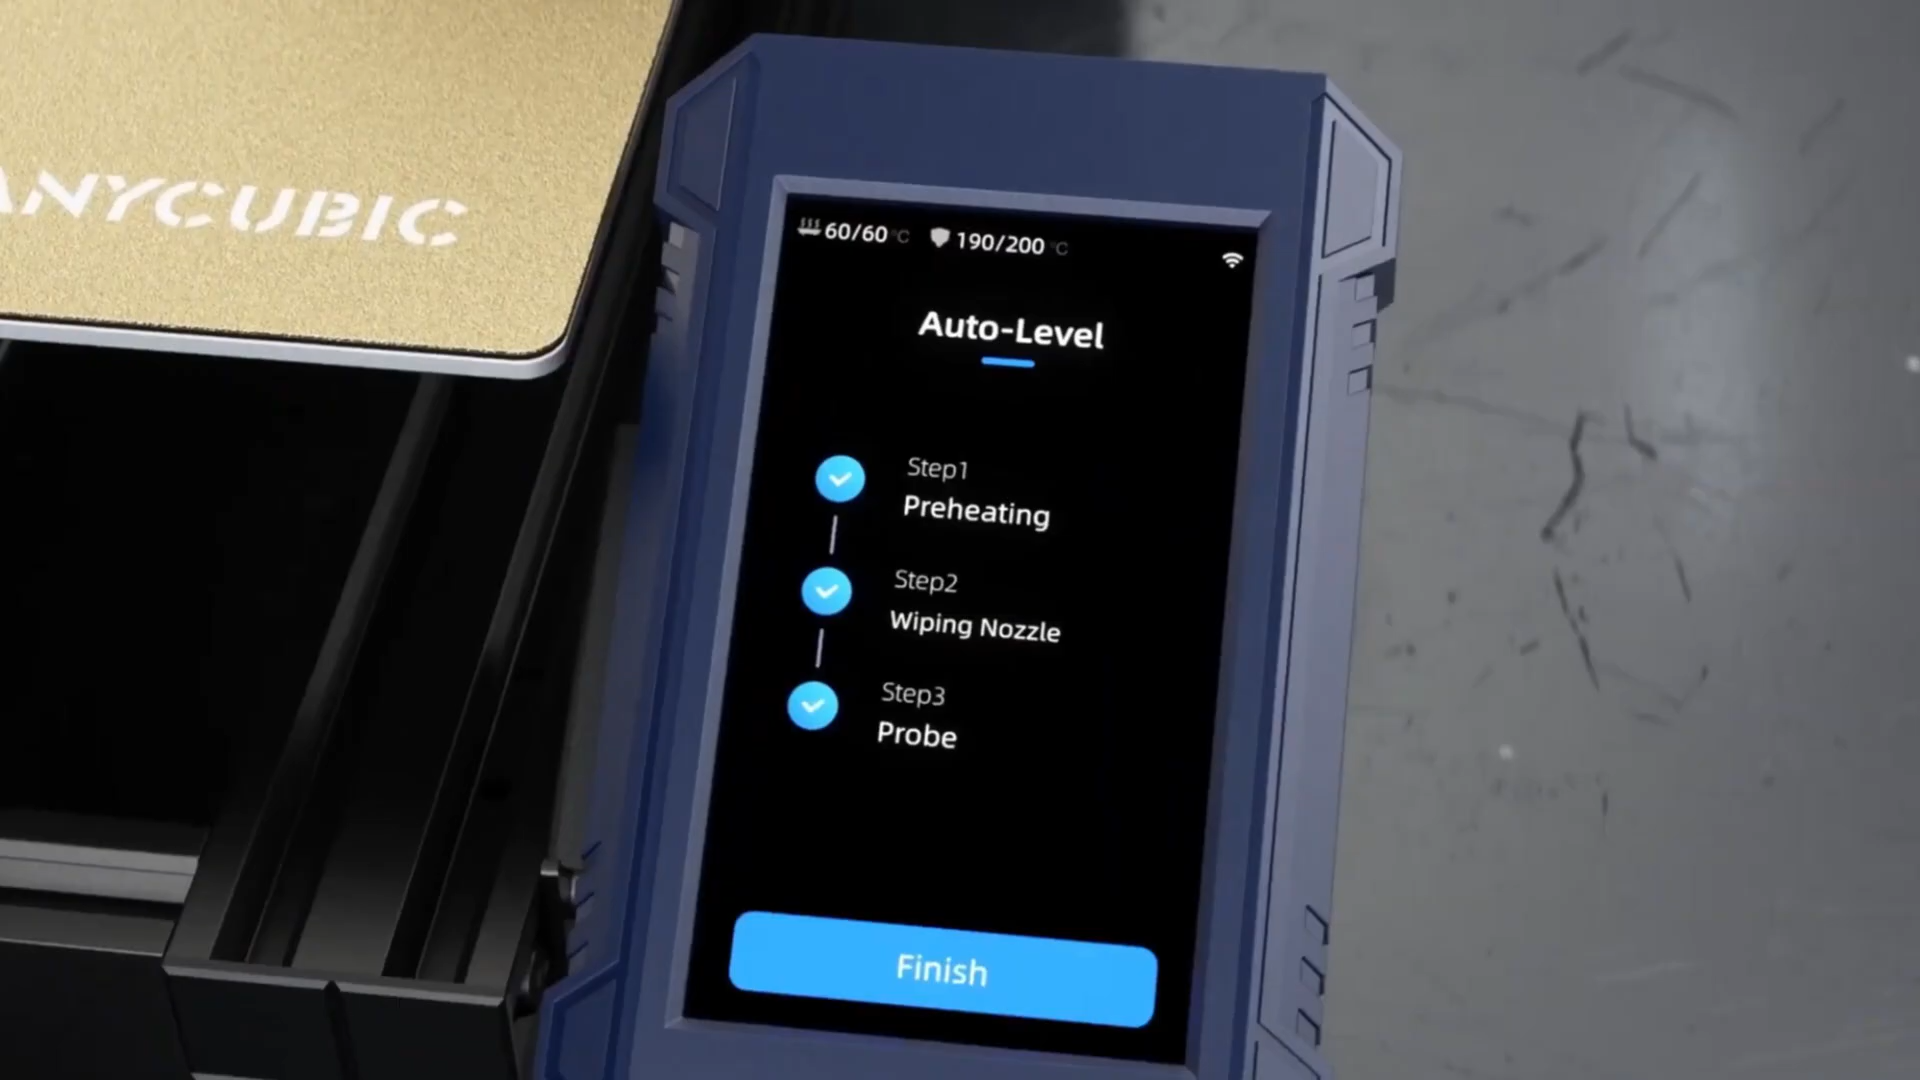 ANYCUBIC
60/60 °C 190/200 °C
Auto-Level
Step1
Preheating
Step2
Wiping Nozzle
Step3
Probe
Finish